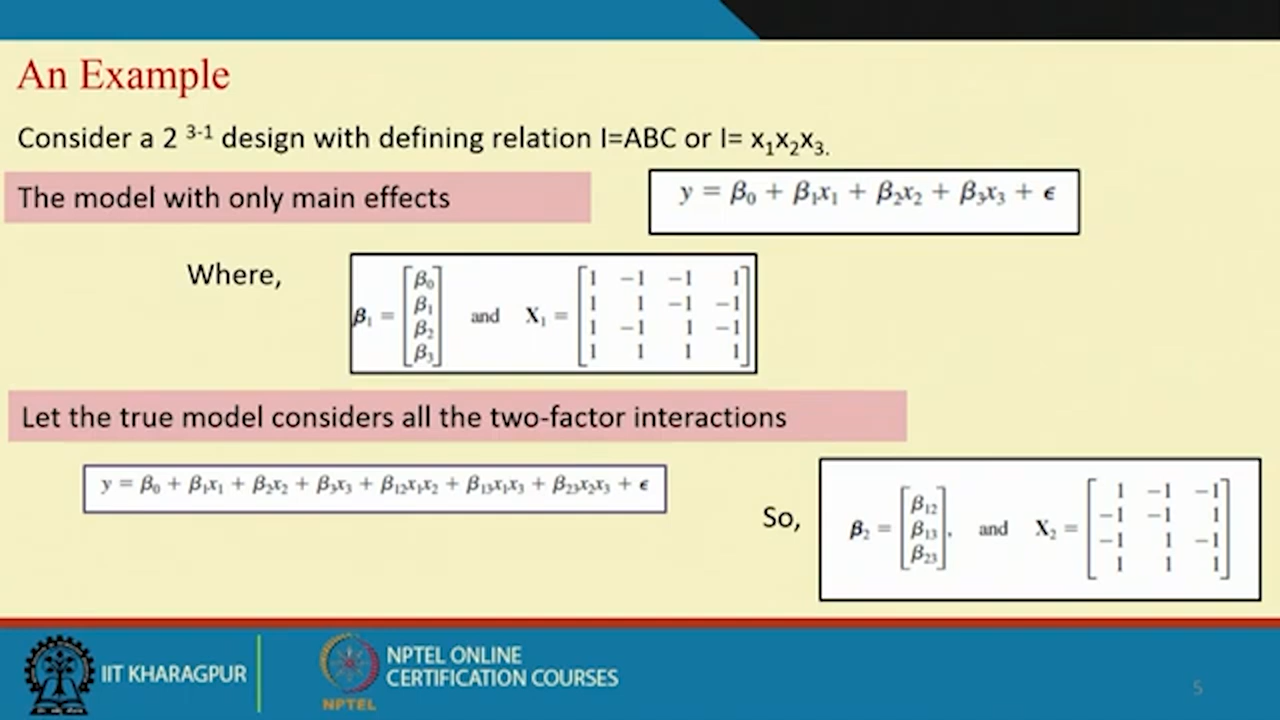 An Example
Consider a 2 ³⁻¹ design with defining relation I=ABC or I= x₁x₂x₃.
The model with only main effects
y = β₀ + β₁x₁ + β₂x₂ + β₃x₃ + ϵ
Where,
β₁ = [β₀ β₁ β₂ β₃] and X₁ =
1 −1 −1 1
1 1 −1 −1
1 −1 1 −1
1 1 1 1
Let the true model considers all the two-factor interactions
y = β₀ + β₁x₁ + β₂x₂ + β₃x₃ + β₁₂x₁x₂ + β₁₃x₁x₃ + β₂₃x₂x₃ + ϵ
So,
β₂ = [β₁₂ β₁₃ β₂₃], and X₂ =
1 −1 −1
−1 −1 1
−1 1 −1
1 1 1
IIT KHARAGPUR
NPTEL
NPTEL ONLINE
CERTIFICATION COURSES
5